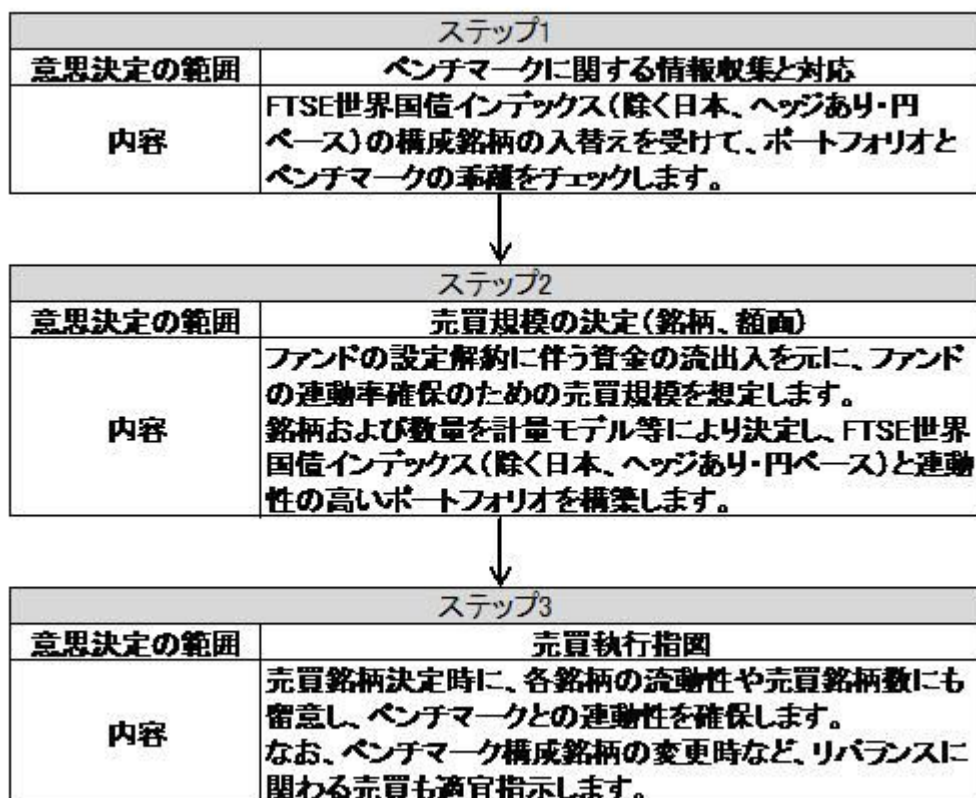 ステップ1
意思決定の範囲 ベンチマークに関する情報収集と対応
内容
FTSE世界国債インデックス(除く日本、ヘッジあり・円
ベース)の構成銘柄の入替えを受けて、ポートフォリオと
ベンチマークの乖離をチェックします。
ステップ2
意思決定の範囲 売買規模の決定(銘柄、額面)
内容
ファンドの設定解約に伴う資金の流出入を元に、ファンド
の連動率確保のための売買規模を想定します。
銘柄および数量を計量モデル等により決定し、FTSE世界
国債インデックス(除く日本、ヘッジあり・円ベース)と連動
性の高いポートフォリオを構築します。
ステップ3
意思決定の範囲 売買執行指図
内容
売買銘柄決定時に、各銘柄の流動性や売買銘柄数にも
留意し、ベンチマークとの連動性を確保します。
なお、ベンチマーク構成銘柄の変更時など、リバランスに
関わる売買も適宜指示します。